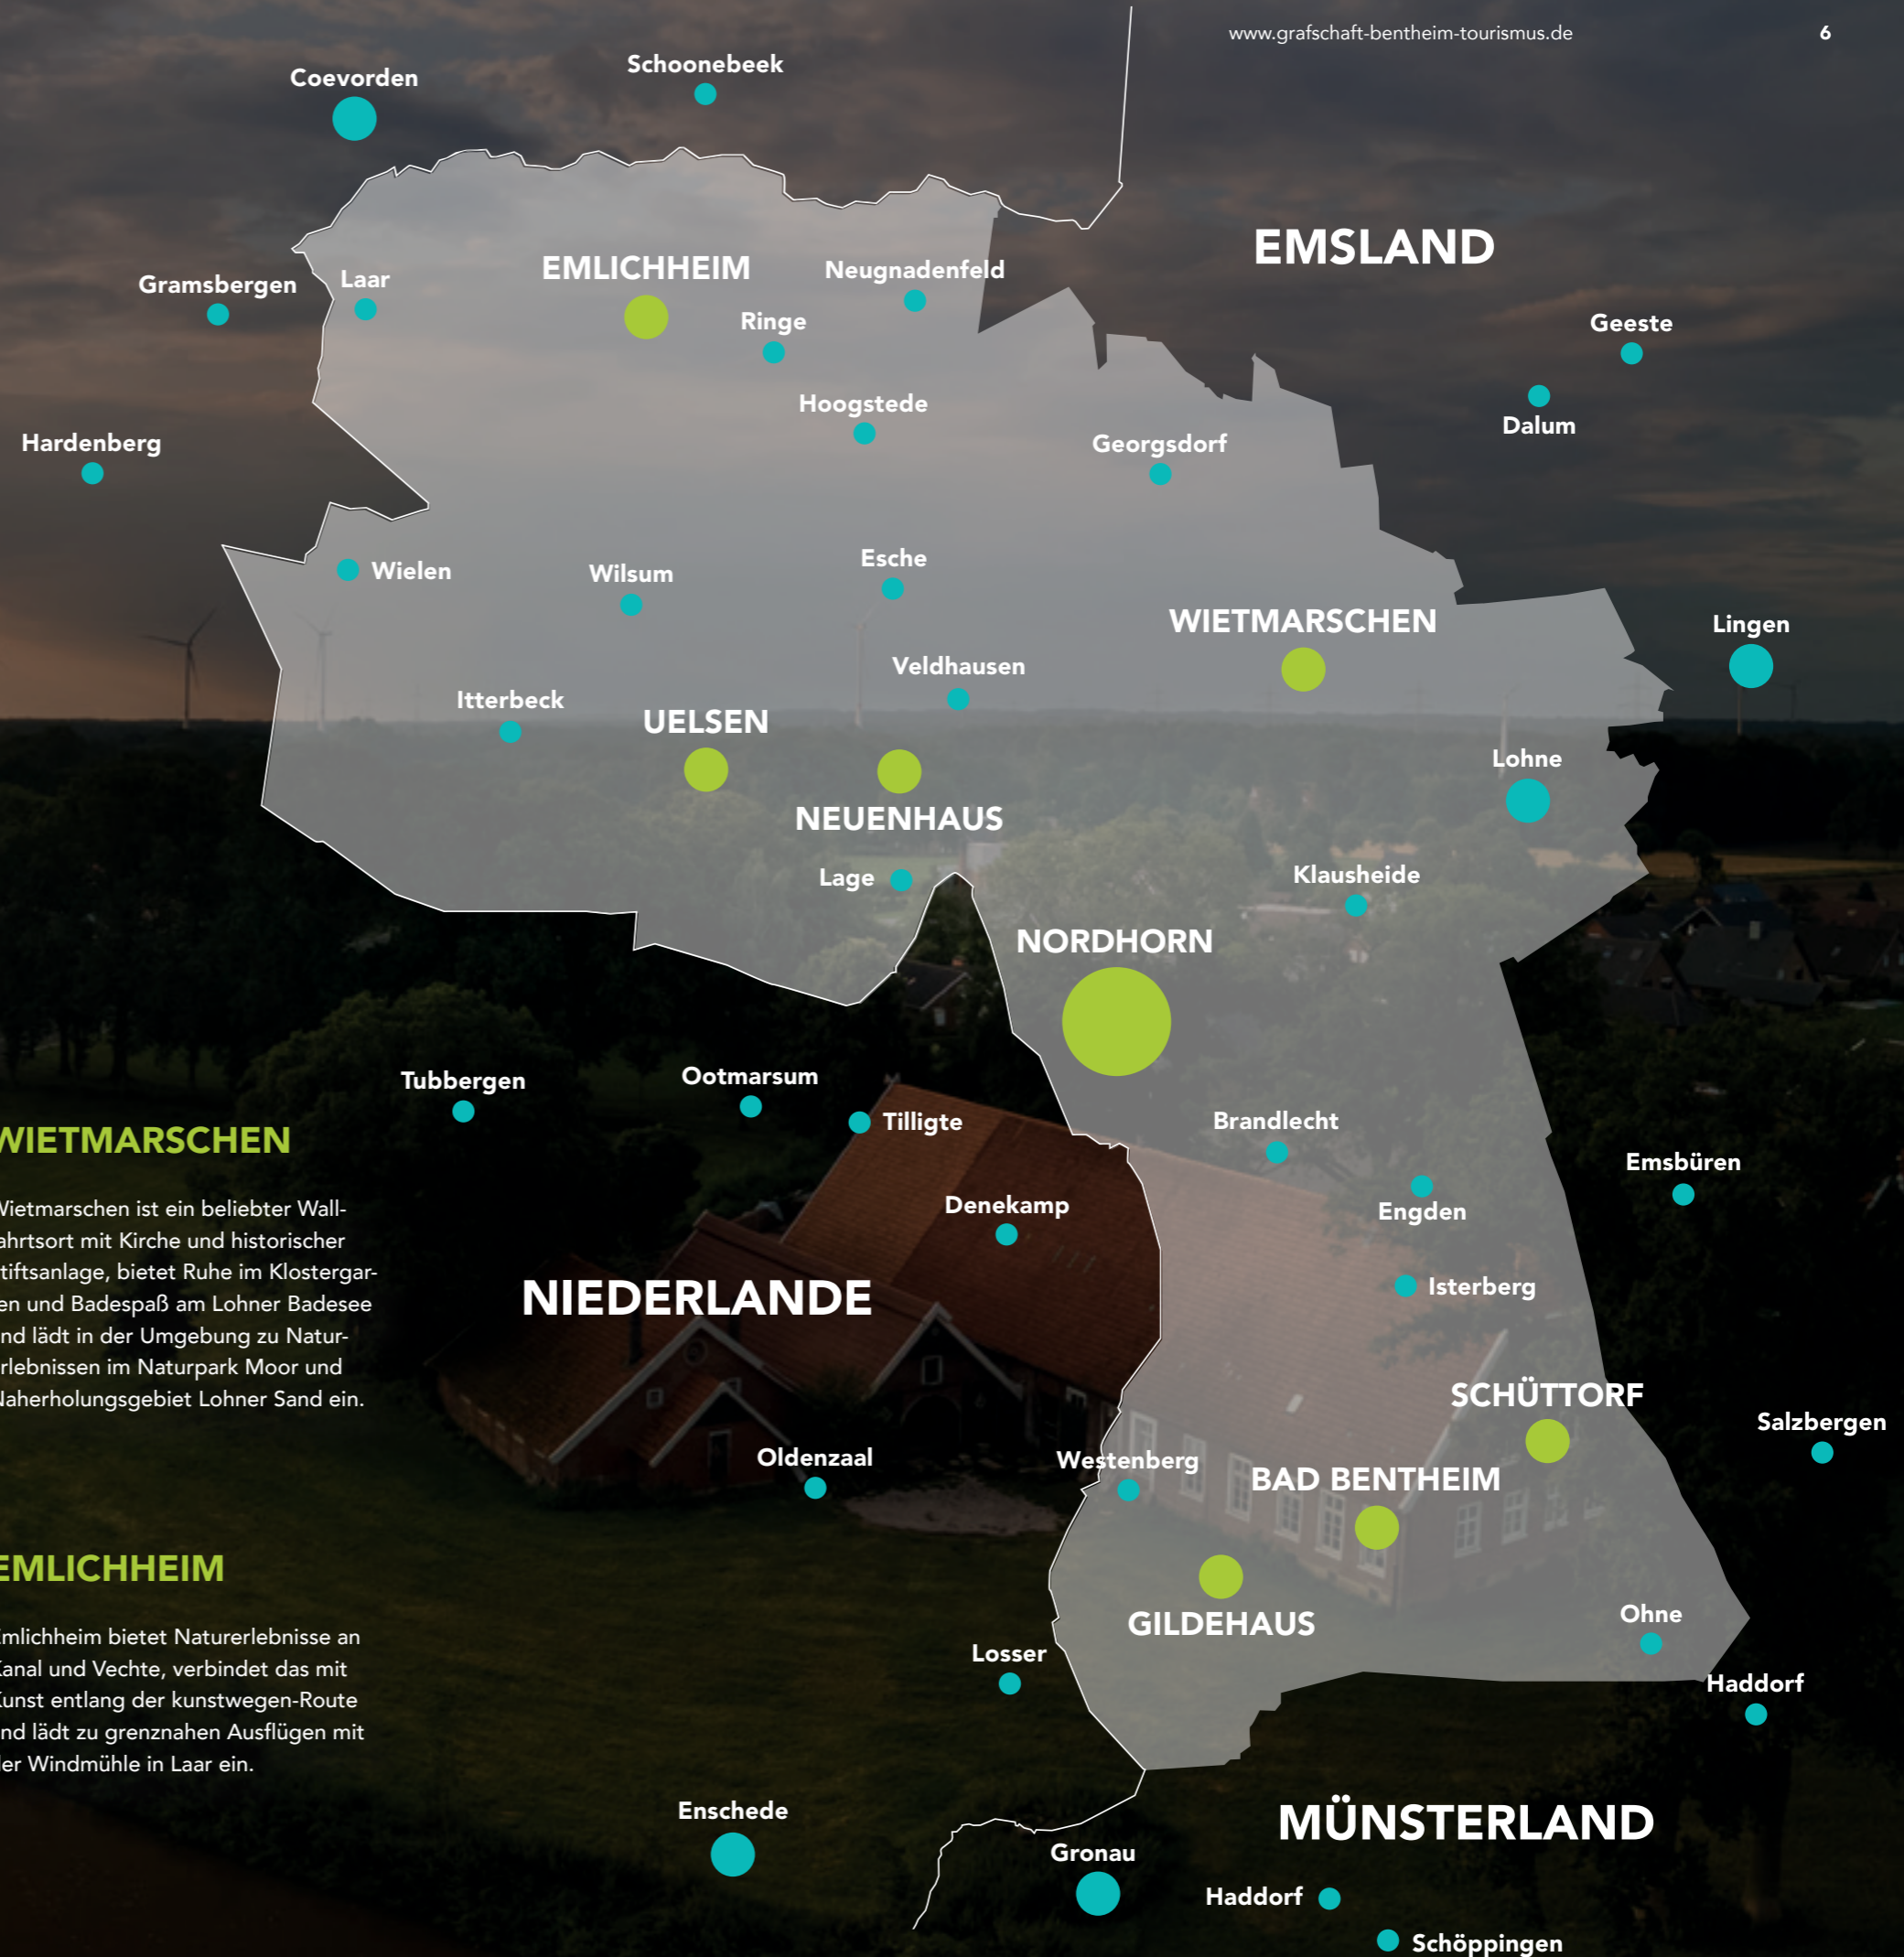 www.grafschaft-bentheim-tourismus.de 6
Schoonebeek
Coevorden
EMSLAND
EMLICHHEIM
Neugnadenfeld
Laar
Gramsbergen
Ringe
Geeste
Hoogstede
Dalum
Hardenberg
Georgsdorf
Esche
Wielen
Wilsum
WIETMARSCHEN
Lingen
Veldhausen
Itterbeck
UELSEN
Lohne
NEUENHAUS
Lage
Klausheide
NORDHORN
Tubbergen
Ootmarsum
Tilligte
Brandlecht
Emsbüren
Denekamp
Engden
Isterberg
NIEDERLANDE
SCHÜTTORF
Salzbergen
Oldenzaal
Westenberg
BAD BENTHEIM
GILDEHAUS
Ohne
Losser
Haddorf
Enschede
MÜNSTERLAND
Gronau
Haddorf
Schöppingen
WIETMARSCHEN
Wietmarschen ist ein beliebter Wall-
ahrtsort mit Kirche und historischer
tiftsanlage, bietet Ruhe im Klostergar-
en und Badespaß am Lohner Badesee
nd lädt in der Umgebung zu Natur-
rlebnissen im Naturpark Moor und
Naherholungsgebiet Lohner Sand ein.
EMLICHHEIM
Emlichheim bietet Naturerlebnisse an
Kanal und Vechte, verbindet das mit
Kunst entlang der kunstwegen-Route
nd lädt zu grenznahen Ausflügen mit
der Windmühle in Laar ein.